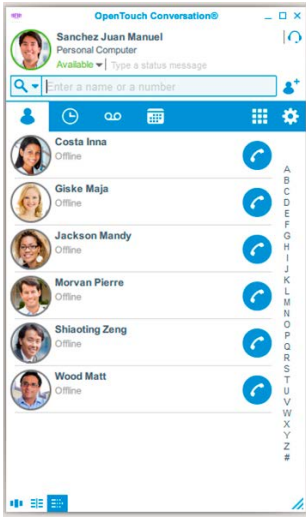 OpenTouch Conversation®
Sanchez Juan Manuel
Personal Computer
Available
Type a status message
Enter a name or a number
Costa Inna
Offline
Giske Maja
Offline
Jackson Mandy
Offline
Morvan Pierre
Offline
Shiaoting Zeng
Offline
Wood Matt
Offline
A
B
C
D
E
F
G
H
I
J
K
L
M
N
O
P
Q
R
S
T
U
V
W
X
Y
Z
#